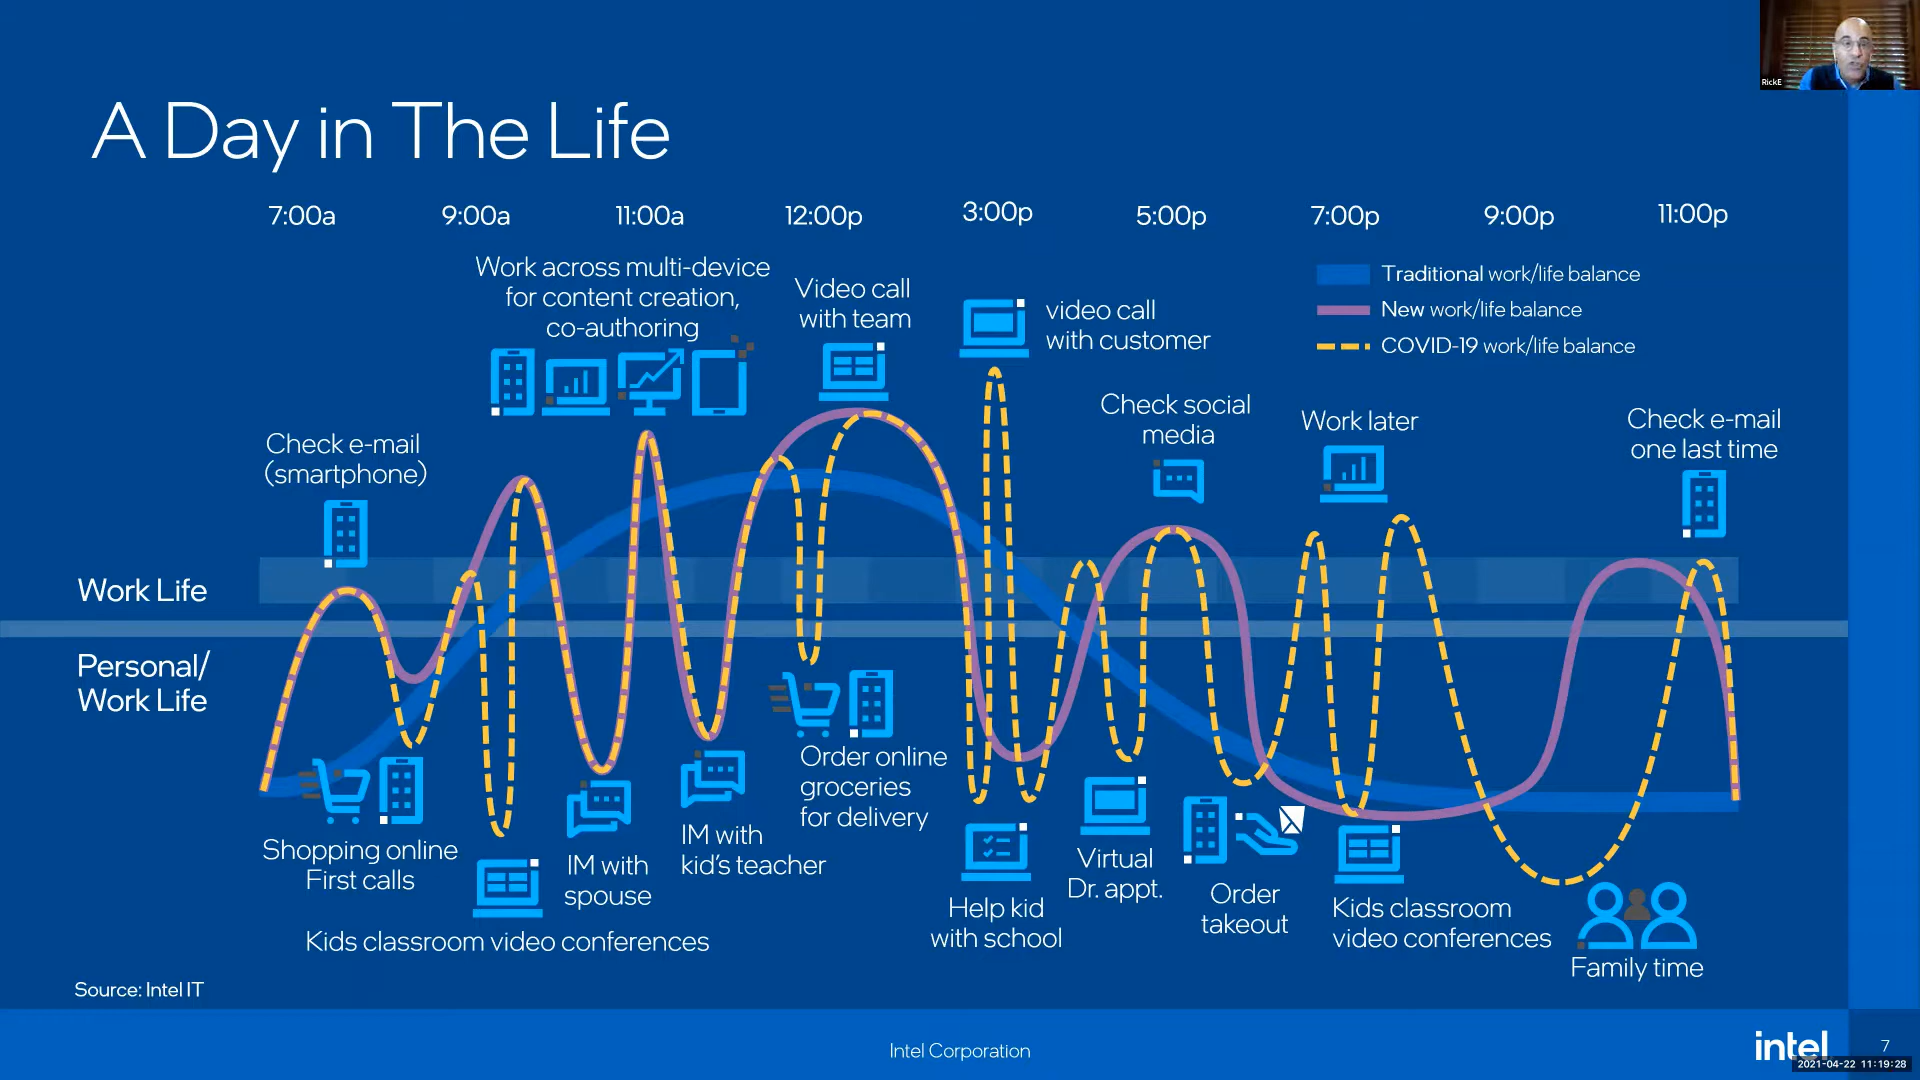 RickE
A Day in The Life
7:00a 9:00a 11:00a 12:00p 3:00p 5:00p 7:00p 9:00p 11:00p
Work across multi-device
for content creation,
co-authoring
Video call
with team
video call
with customer
Traditional work/life balance
New work/life balance
COVID-19 work/life balance
Check e-mail
(smartphone)
Check social
media
Work later
Check e-mail
one last time
Work Life
Personal/
Work Life
Shopping online
First calls
Kids classroom video conferences
IM with
spouse
IM with
kid's teacher
Order online
groceries
for delivery
Help kid
with school
Virtual
Dr. appt.
Order
takeout
Kids classroom
video conferences
Family time
Source: Intel IT
Intel Corporation
intel
7
2021-04-22 11:19:28